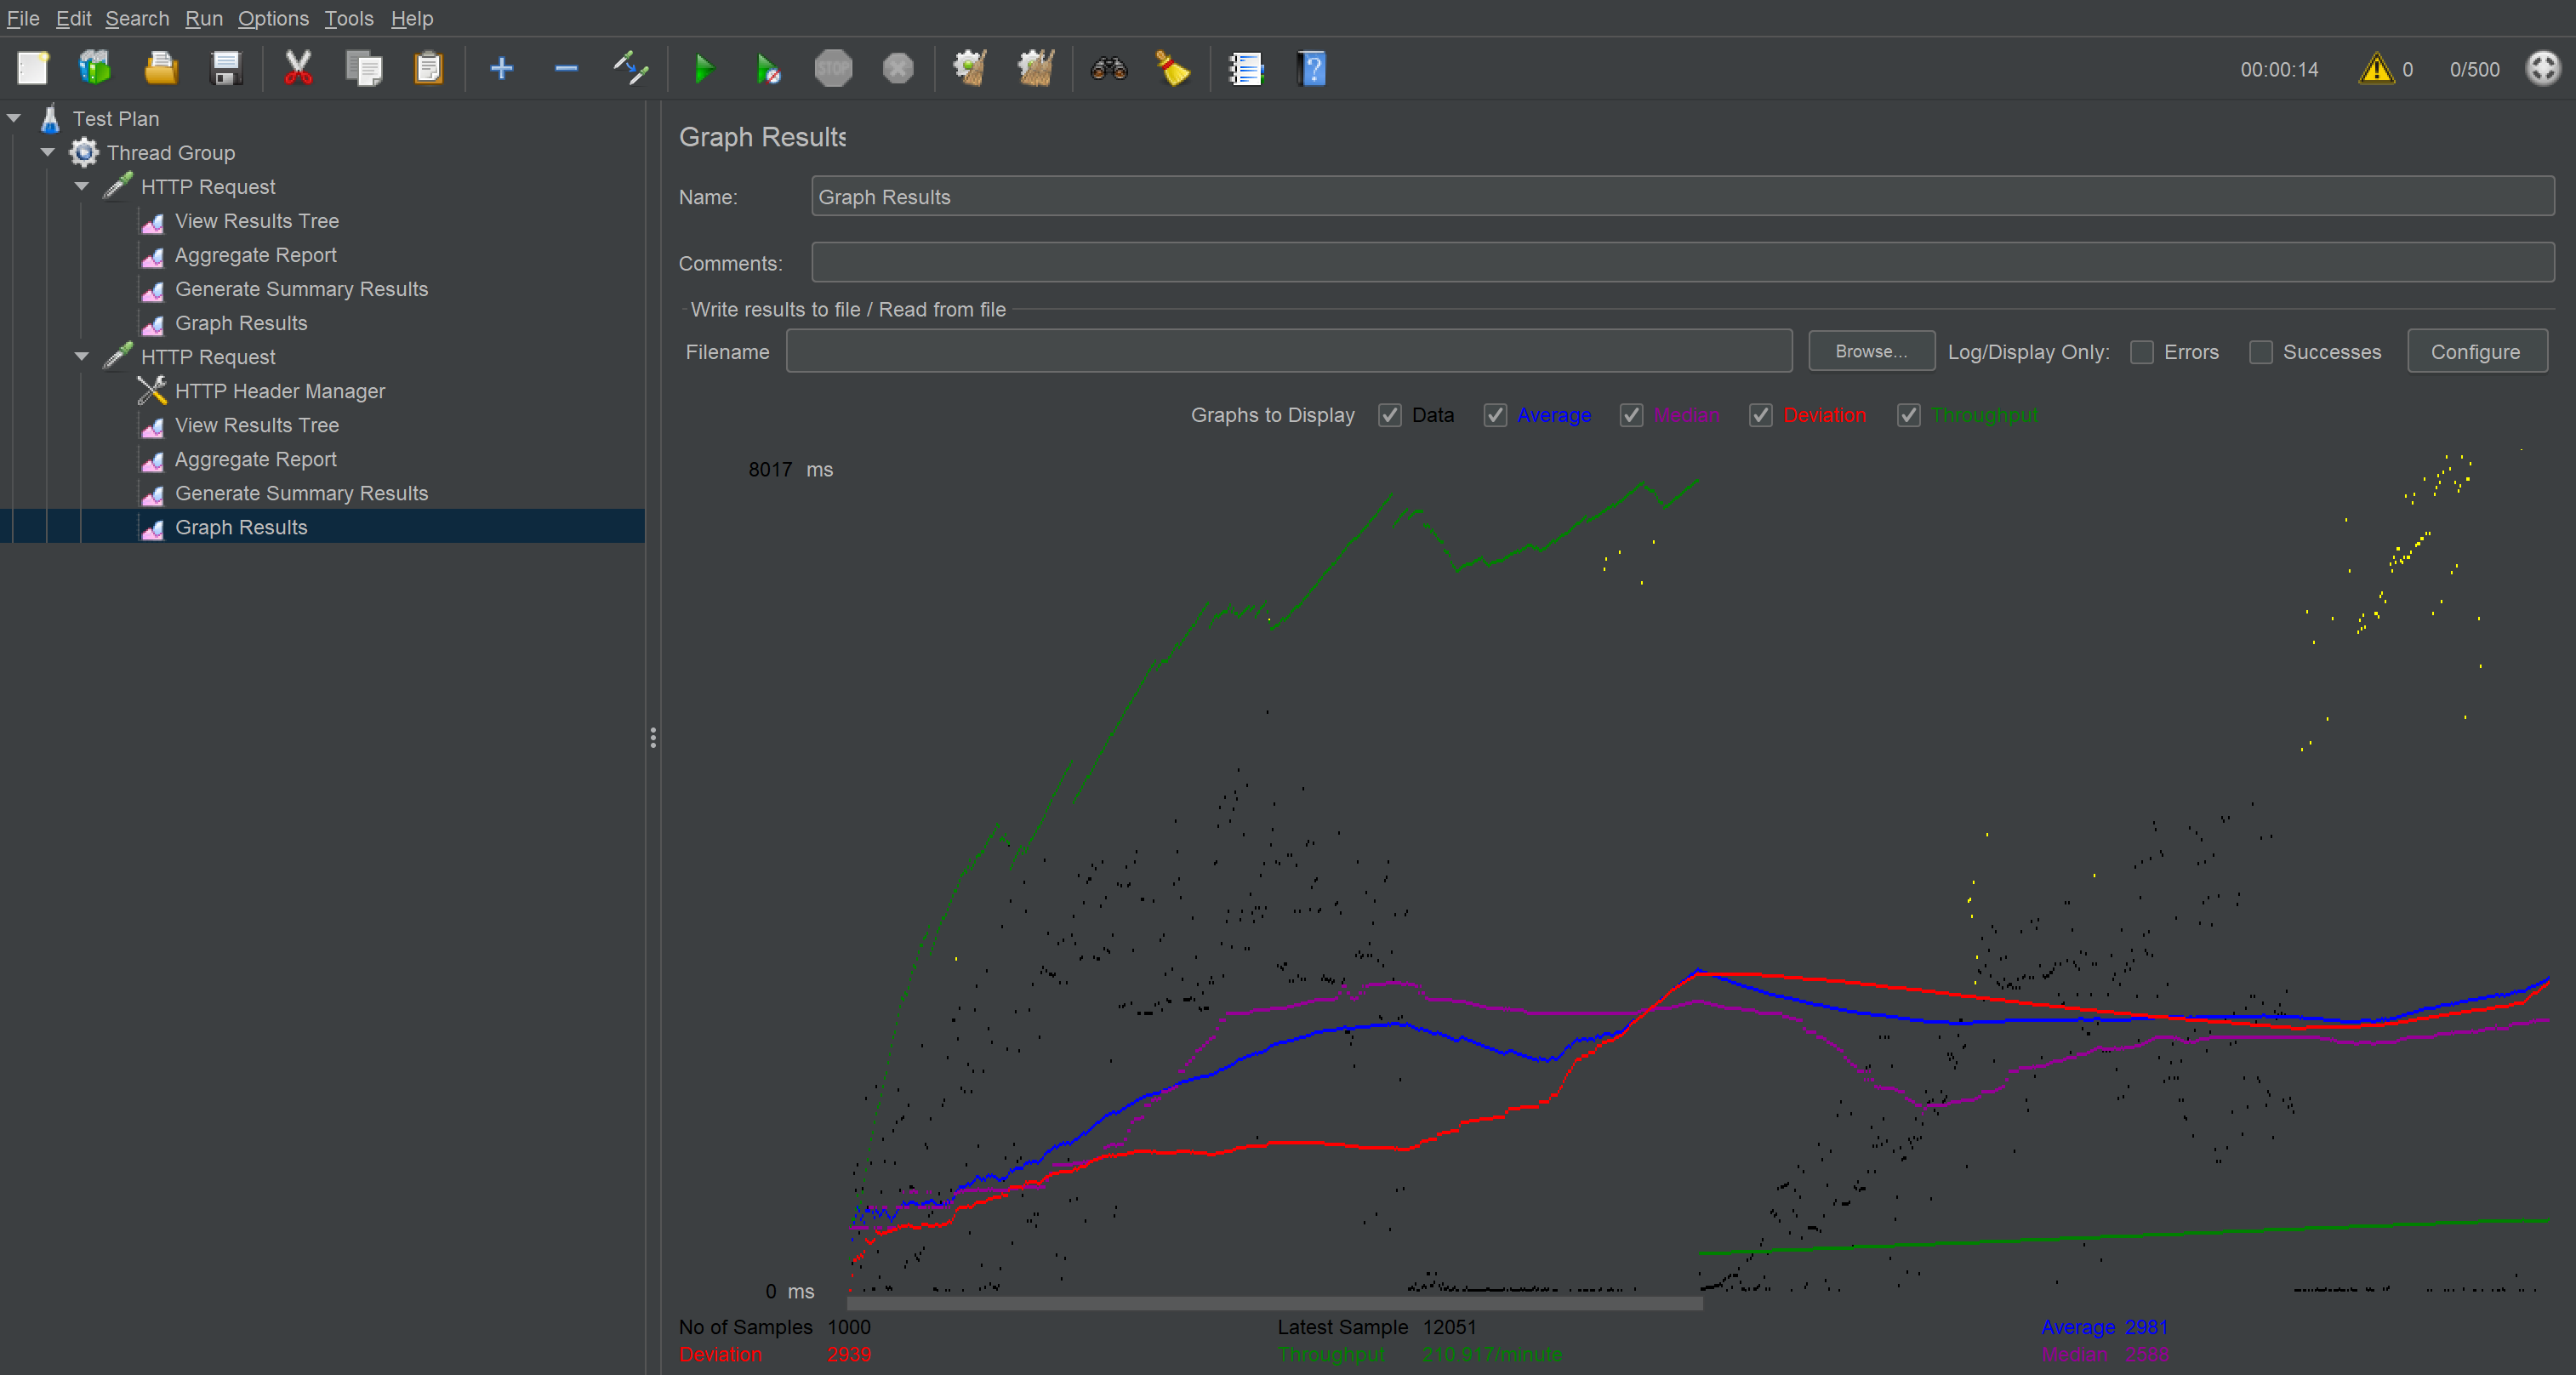 File Edit Search Run Options Tools Help
STOP
00:00:14 0 0/500
Test Plan
Thread Group
HTTP Request
View Results Tree
Aggregate Report
Generate Summary Results
Graph Results
HTTP Request
HTTP Header Manager
View Results Tree
Aggregate Report
Generate Summary Results
Graph Results
Graph Results
Name: Graph Results
Comments:
Write results to file / Read from file
Filename Browse... Log/Display Only: Errors Successes Configure
Graphs to Display Data Average Median Deviation Throughput
8017 ms
0 ms
No of Samples 1000 Latest Sample 12051 Average 2981
Deviation 2939 Throughput 210.917/minute Median 2588